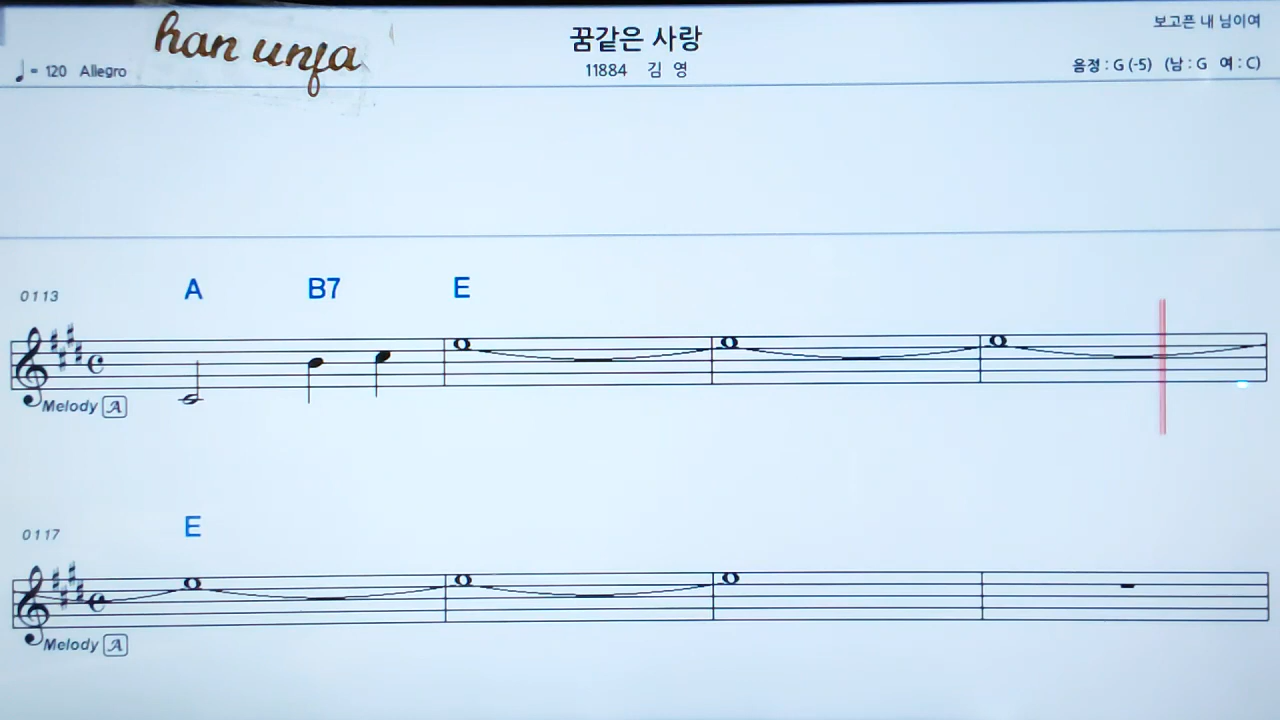 han unja
꿈같은 사랑
보고픈 내 님이여
♩= 120 Allegro
11884 김 영
음정 : G (-5) (남 : G 여 : C)
A B7 E
0113
Melody A
E
0117
Melody A